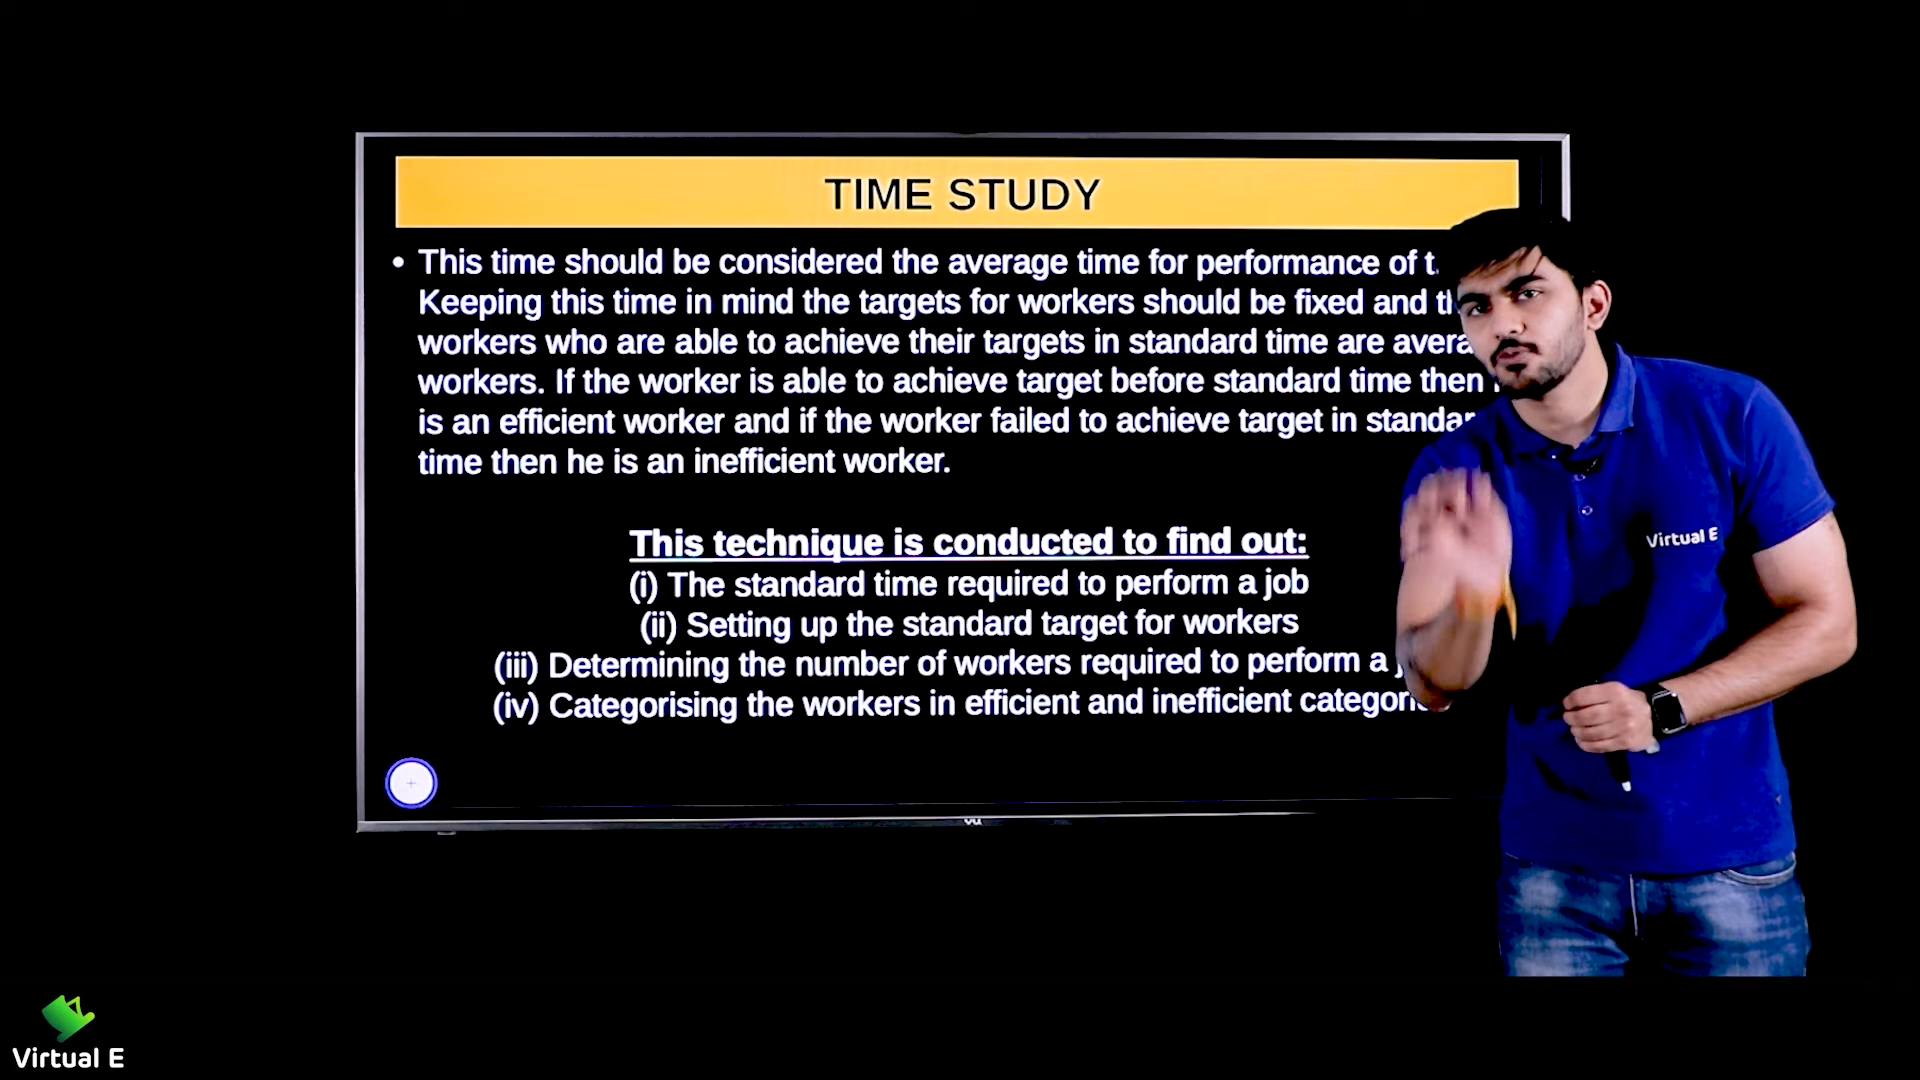 TIME STUDY
• This time should be considered the average time for performance of
Keeping this time in mind the targets for workers should be fixed and
workers who are able to achieve their targets in standard time are
workers. If the worker is able to achieve target before standard time then
is an efficient worker and if the worker failed to achieve target in
time then he is an inefficient worker.
This technique is conducted to find out:
(i) The standard time required to perform a job
(ii) Setting up the standard target for workers
(iii) Determining the number of workers required to perform a
(iv) Categorising the workers in efficient and inefficient
Virtual E
vu
Virtual E